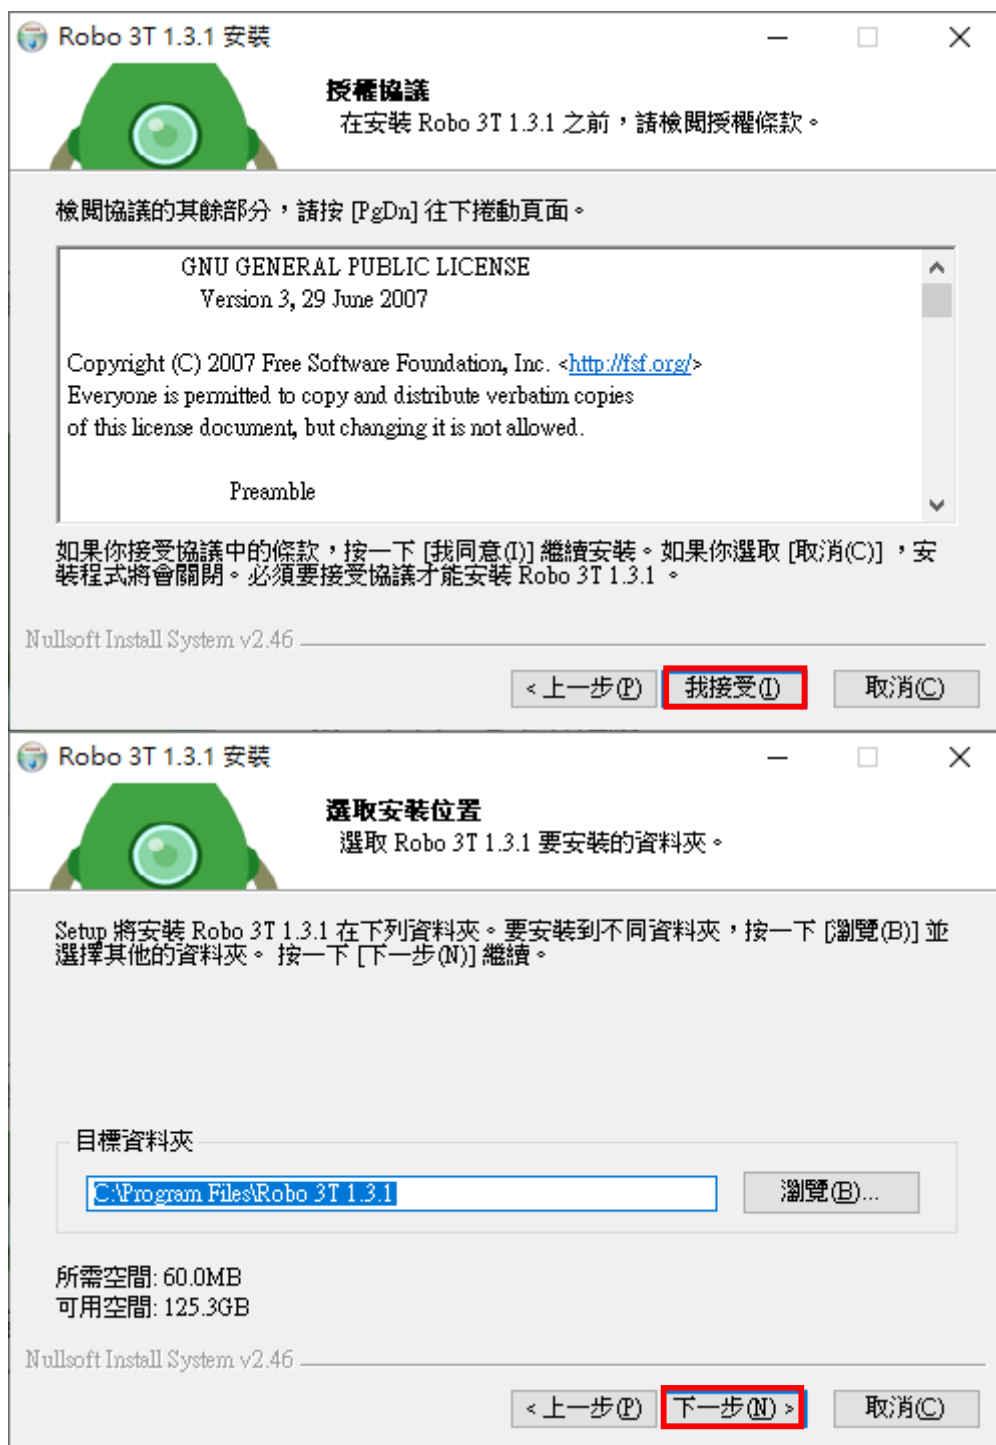 Robo 3T 1.3.1 安裝
授權協議
在安裝 Robo 3T 1.3.1 之前，請檢閱授權條款。
檢閱協議的其餘部分，請按 [PgDn] 往下捲動頁面。
GNU GENERAL PUBLIC LICENSE
Version 3, 29 June 2007
Copyright (C) 2007 Free Software Foundation, Inc. <http://fsf.org/>
Everyone is permitted to copy and distribute verbatim copies
of this license document, but changing it is not allowed.
Preamble
如果你接受協議中的條款，按一下 [我同意(I)] 繼續安裝。如果你選取 [取消(C)] ，安
裝程式將會關閉。必須要接受協議才能安裝 Robo 3T 1.3.1 。
Nullsoft Install System v2.46
< 上一步(P) 我接受(I) 取消(C)
Robo 3T 1.3.1 安裝
選取安裝位置
選取 Robo 3T 1.3.1 要安裝的資料夾。
Setup 將安裝 Robo 3T 1.3.1 在下列資料夾。要安裝到不同資料夾，按一下 [瀏覽(B)] 並
選擇其他的資料夾。 按一下 [下一步(N)] 繼續。
目標資料夾
C:\Program Files\Robo 3T 1.3.1 瀏覽(B)...
所需空間: 60.0MB
可用空間: 125.3GB
Nullsoft Install System v2.46
< 上一步(P) 下一步(N) > 取消(C)